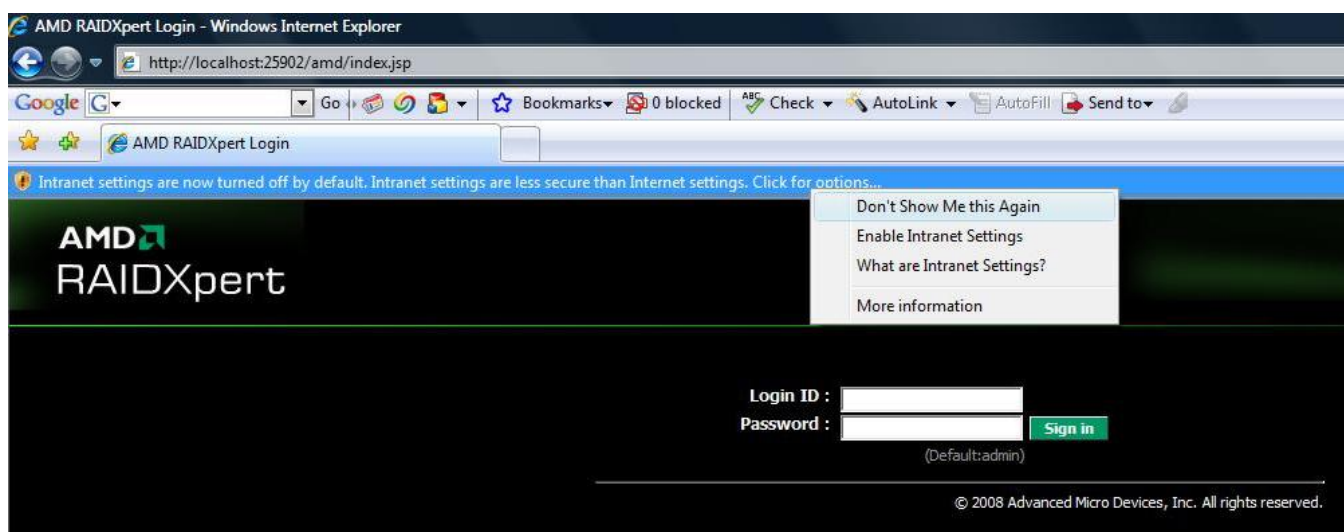 AMD RAIDXpert Login - Windows Internet Explorer
http://localhost:25902/amd/index.jsp
Google G Go Bookmarks 0 blocked ABC Check AutoLink AutoFill Send to
AMD RAIDXpert Login
Intranet settings are now turned off by default. Intranet settings are less secure than Internet settings. Click for options...
Don't Show Me this Again
Enable Intranet Settings
What are Intranet Settings?
More information
AMD
RAIDXpert
Login ID :
Password :
Sign in
(Default:admin)
© 2008 Advanced Micro Devices, Inc. All rights reserved.